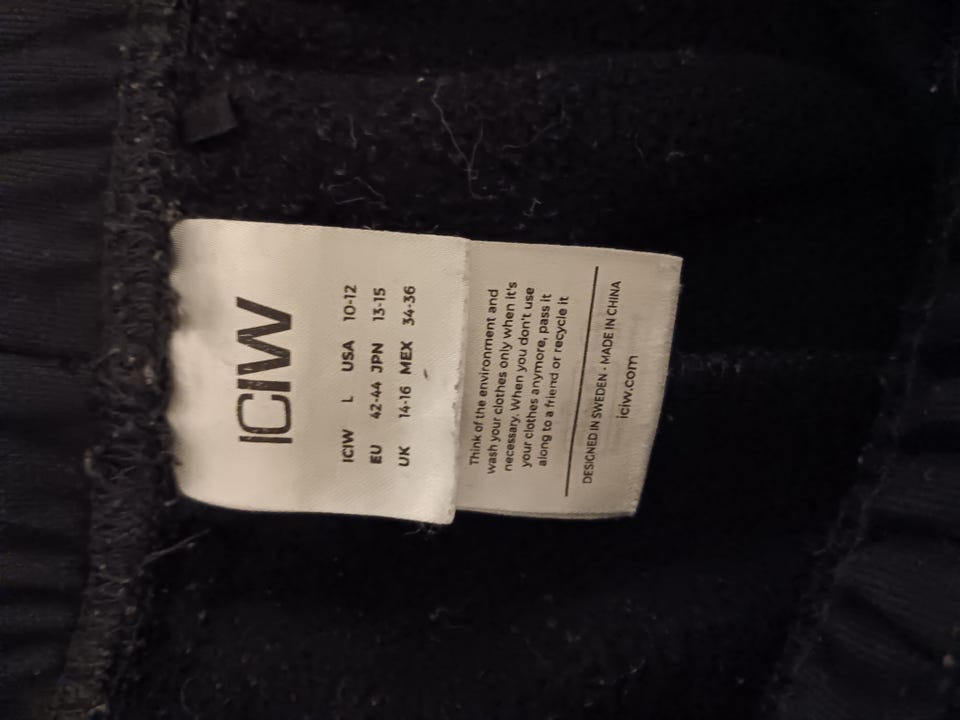 ICIW
ICIW L USA 10-12
EU 42-44 JPN 13-15
UK 14-16 MEX 34-36
Think of the environment and
wash your clothes only when it's
necessary. When you don't use
your clothes anymore, pass it
along to a friend or recycle it
DESIGNED IN SWEDEN - MADE IN CHINA
iciw.com